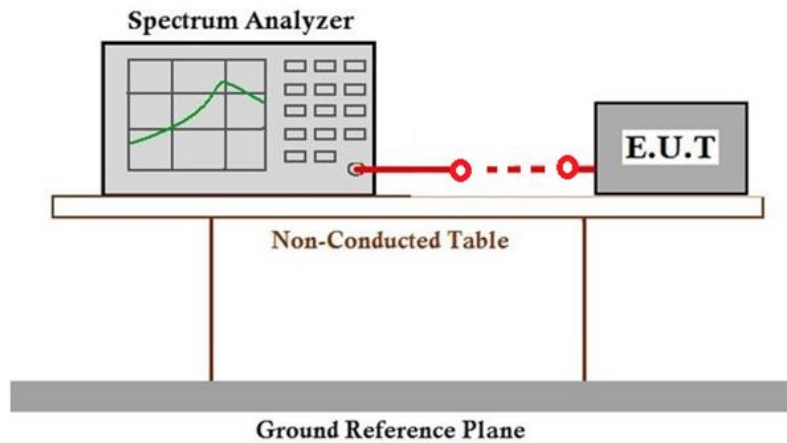 Spectrum Analyzer
E.U.T
Non-Conducted Table
Ground Reference Plane